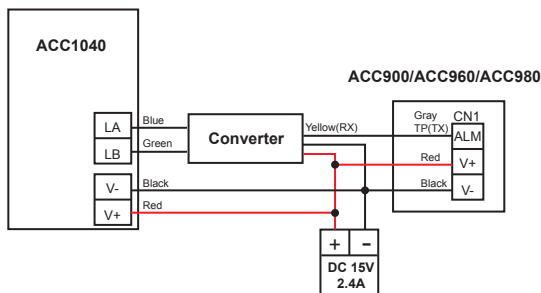 ACC1040
ACC900/ACC960/ACC980
LA
Blue
LB
Green
V-
Black
V+
Red
Converter
Yellow(RX)
Gray
TP(TX)
CN1
ALM
Red
V+
Black
V-
+ -
DC 15V
2.4A